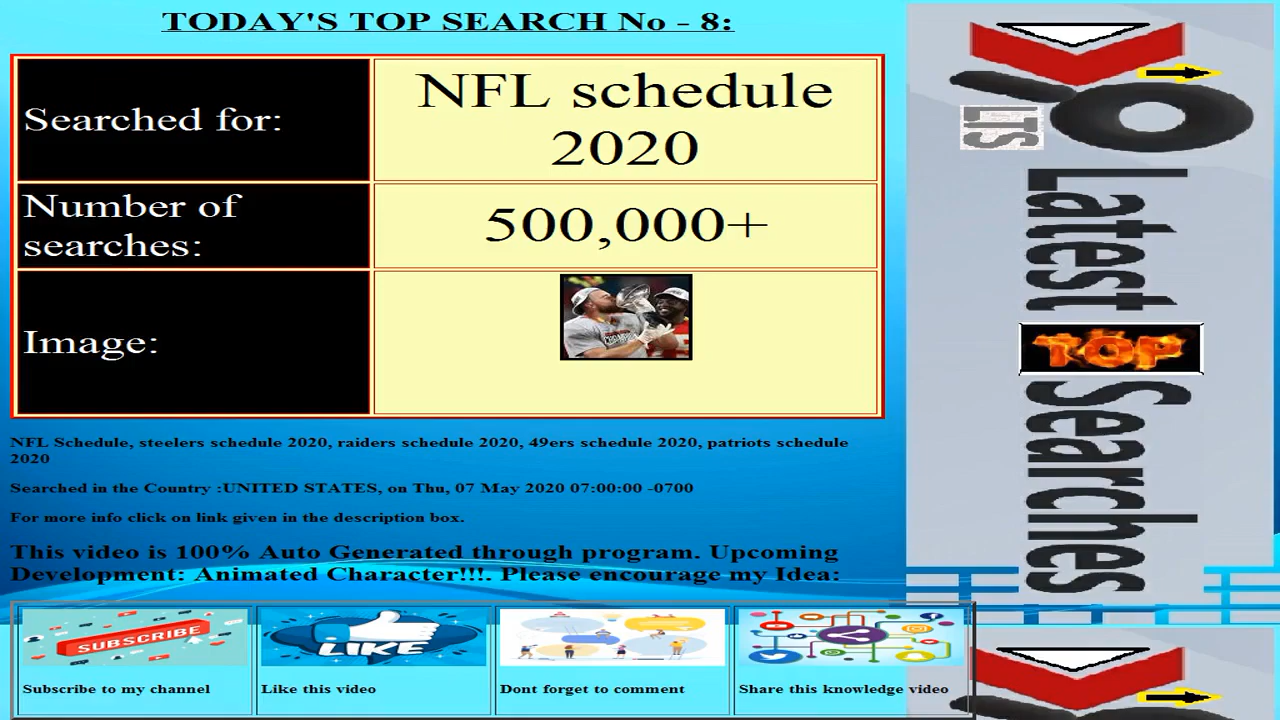 TODAY'S TOP SEARCH No - 8:
Searched for:
NFL schedule
2020
Number of
searches:
500,000+
Image:
NFL Schedule, steelers schedule 2020, raiders schedule 2020, 49ers schedule 2020, patriots schedule
2020
Searched in the Country :UNITED STATES, on Thu, 07 May 2020 07:00:00 -0700
For more info click on link given in the description box.
This video is 100% Auto Generated through program. Upcoming
Development: Animated Character!!!. Please encourage my Idea:
SUBSCRIBE
LIKE
Subscribe to my channel
Like this video
Dont forget to comment
Share this knowledge video
LTS
Latest
TOP
Searches